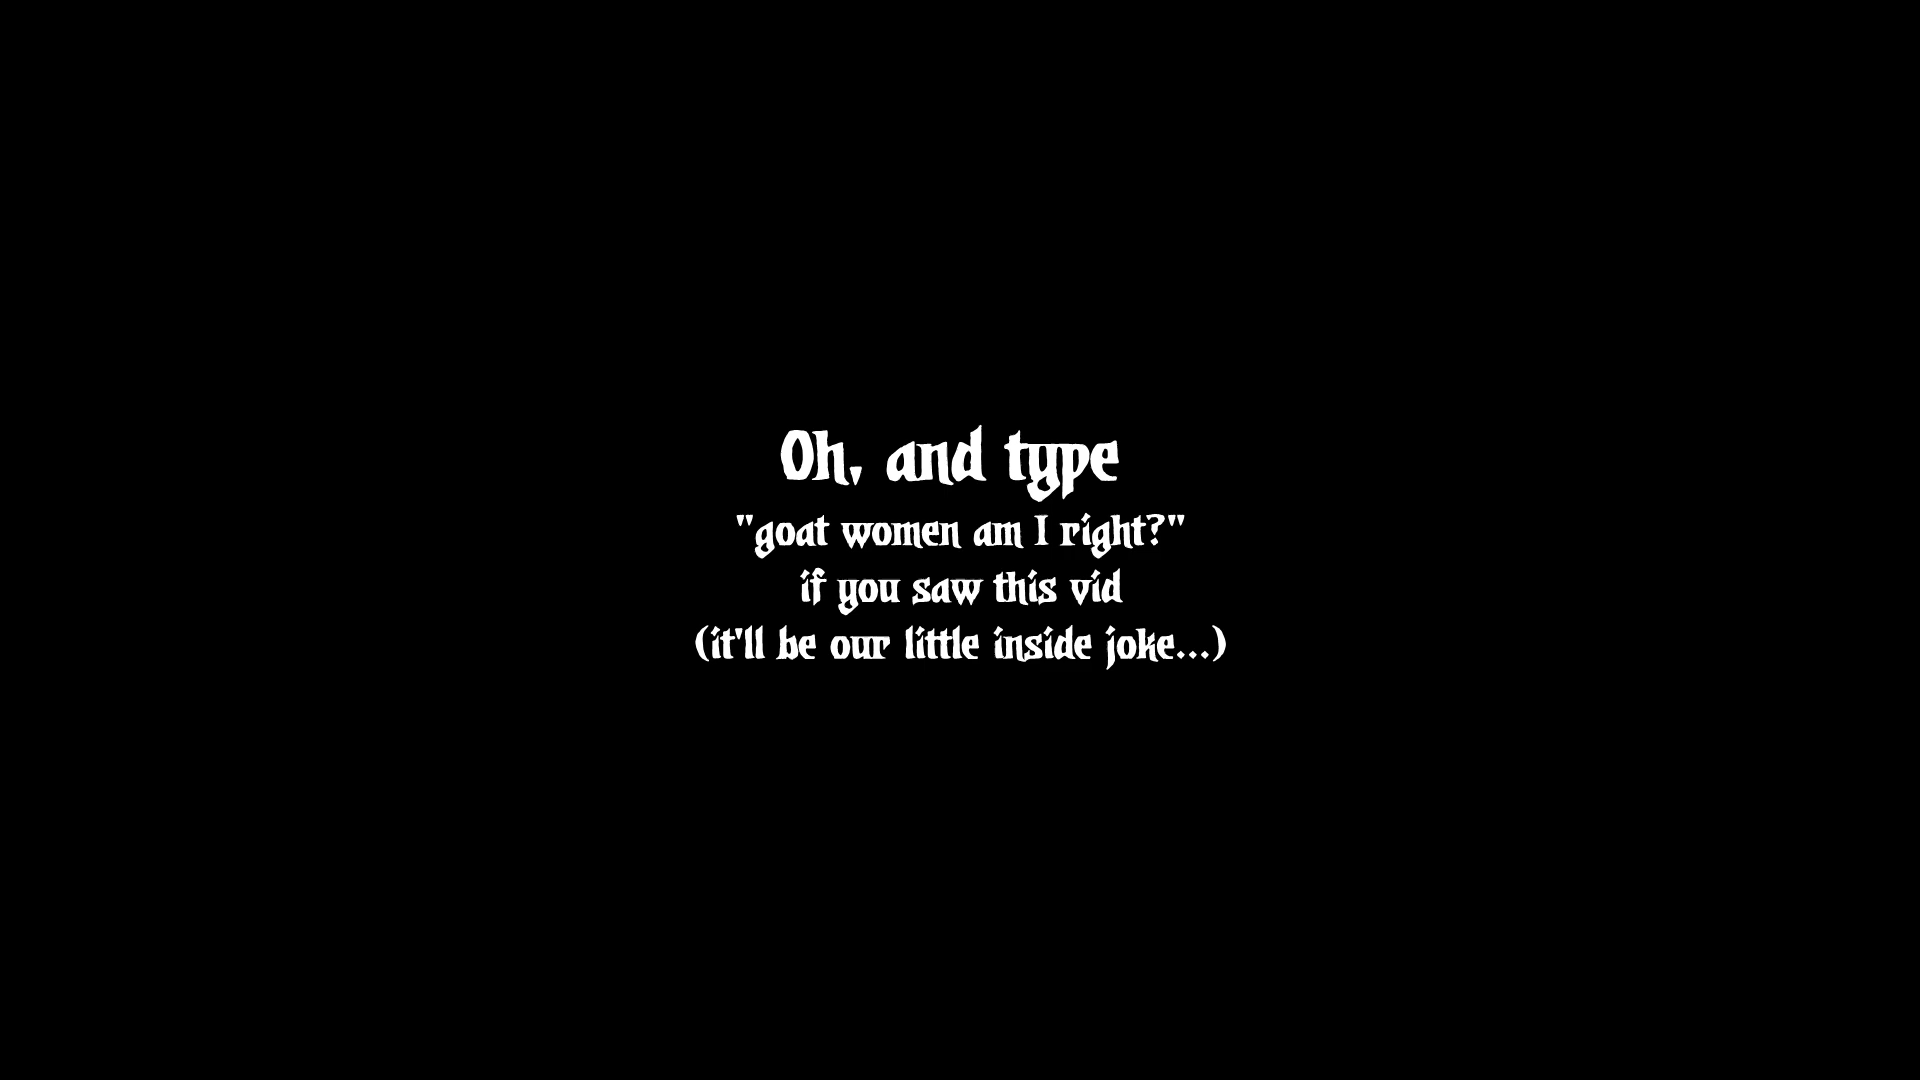 Oh, and type
"goat women am I right?"
if you saw this vid
(it'll be our little inside joke...)